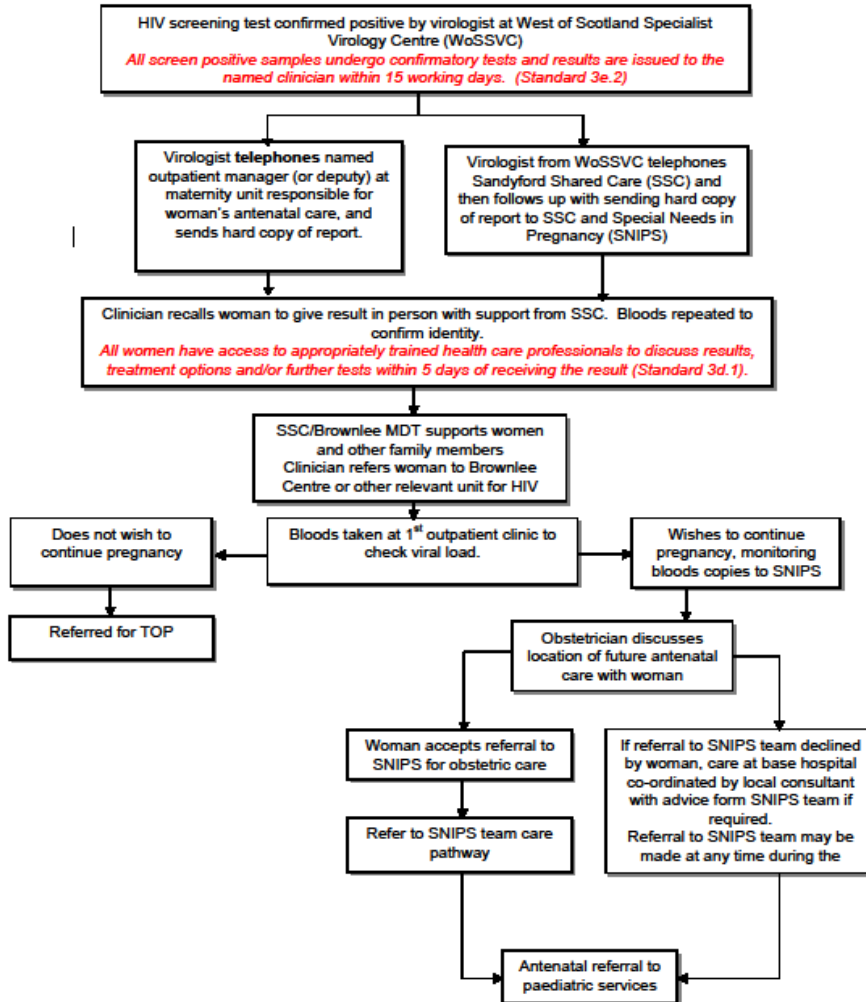 HIV screening test confirmed positive by virologist at West of Scotland Specialist
Virology Centre (WoSSVC)
All screen positive samples undergo confirmatory tests and results are issued to the
named clinician within 15 working days.  (Standard 3e.2)
Virologist telephones named
outpatient manager (or deputy) at
maternity unit responsible for
woman's antenatal care, and
sends hard copy of report.
Virologist from WoSSVC telephones
Sandyford Shared Care (SSC) and
then follows up with sending hard copy
of report to SSC and Special Needs in
Pregnancy (SNIPS)
Clinician recalls woman to give result in person with support from SSC.  Bloods repeated to
confirm identity.
All women have access to appropriately trained health care professionals to discuss results,
treatment options and/or further tests within 5 days of receiving the result (Standard 3d.1).
SSC/Brownlee MDT supports women
and other family members
Clinician refers woman to Brownlee
Centre or other relevant unit for HIV
Does not wish to
continue pregnancy
Bloods taken at 1st outpatient clinic to
check viral load.
Wishes to continue
pregnancy, monitoring
bloods copies to SNIPS
Referred for TOP
Obstetrician discusses
location of future antenatal
care with woman
Woman accepts referral to
SNIPS for obstetric care
If referral to SNIPS team declined
by woman, care at base hospital
co-ordinated by local consultant
with advice form SNIPS team if
required.
Referral to SNIPS team may be
made at any time during the
Refer to SNIPS team care
pathway
Antenatal referral to
paediatric services